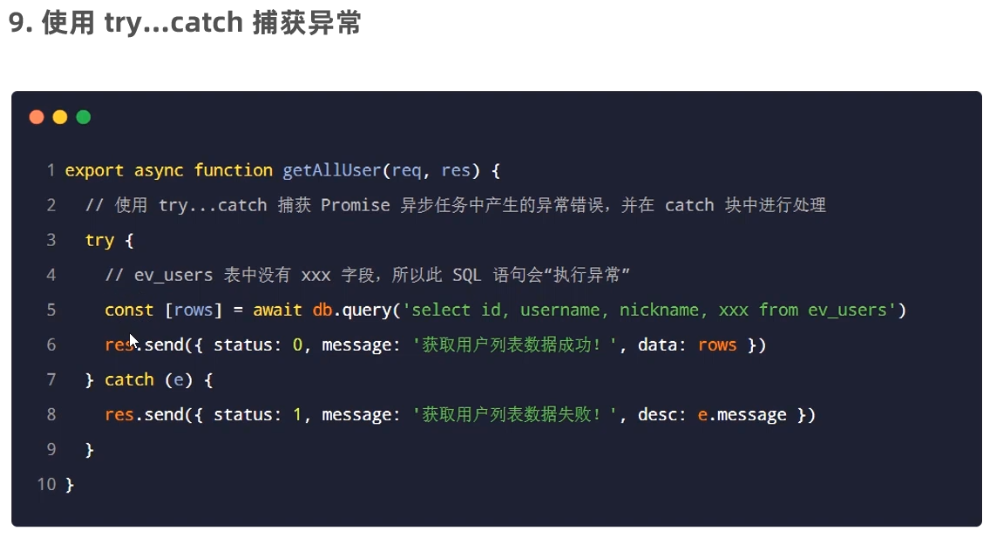 9. 使用 try...catch 捕获异常
1 export async function getAllUser(req, res) {
2 // 使用 try...catch 捕获 Promise 异步任务中产生的异常错误，并在 catch 块中进行处理
3 try {
4 // ev_users 表中没有 xxx 字段，所以此 SQL 语句会“执行异常”
5 const [rows] = await db.query('select id, username, nickname, xxx from ev_users')
6 res.send({ status: 0, message: '获取用户列表数据成功！', data: rows })
7 } catch (e) {
8 res.send({ status: 1, message: '获取用户列表数据失败！', desc: e.message })
9 }
10 }